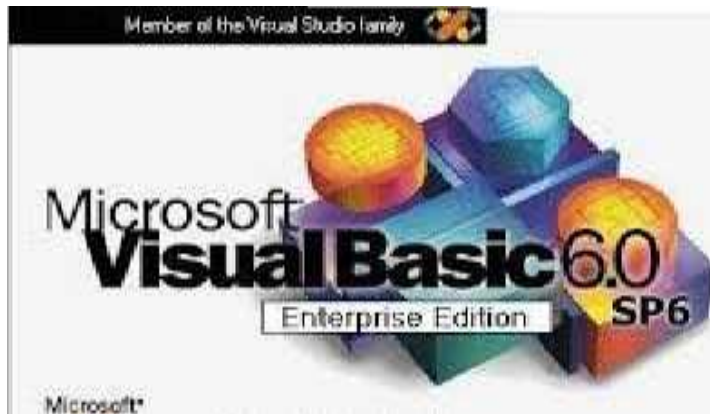 Member of the Visual Studio family
Microsoft
Visual Basic 6.0
SP6
Enterprise Edition
Microsoft®